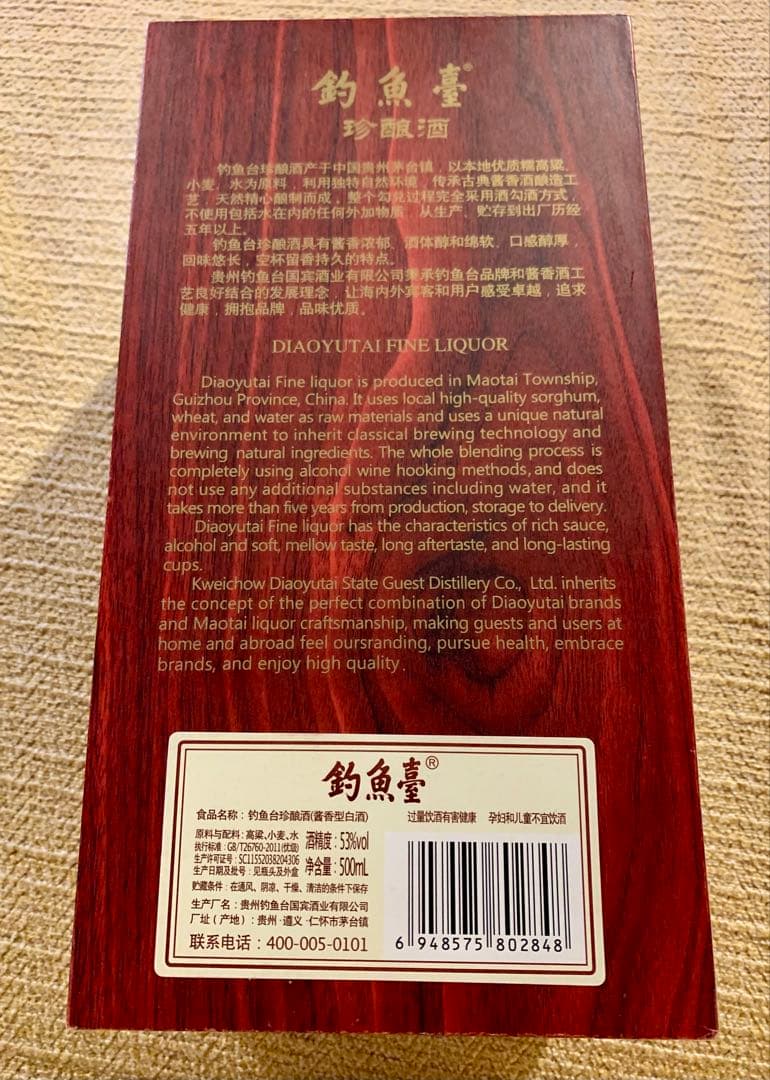 釣魚臺®
珍酿酒
钓鱼台珍酿酒产于中国贵州茅台镇，以本地优质糯高粱、
小麦、水为原料，利用独特自然环境，传承古典酱香酒酿造工
艺，天然精心酿制而成，整个勾兑过程完全采用酒勾酒方式，
不使用包括水在内的任何外加物质，从生产、贮存到出厂历经
五年以上。
钓鱼台珍酿酒具有酱香浓郁、酒体醇和绵软、口感醇厚，
回味悠长，空杯留香持久的特点。
贵州钓鱼台国宾酒业有限公司秉承钓鱼台品牌和酱香酒工
艺良好结合的发展理念，让海内外宾客和用户感受卓越，追求
健康，拥抱品牌，品味优质。
DIAOYUTAI FINE LIQUOR
Diaoyutai Fine liquor is produced in Maotai Township,
Guizhou Province, China. It uses local high-quality sorghum,
wheat, and water as raw materials and uses a unique natural
environment to inherit classical brewing technology and
brewing natural ingredients. The whole blending process is
completely using alcohol wine hooking methods, and does
not use any additional substances including water, and it
takes more than five years from production, storage to delivery.
Diaoyutai Fine liquor has the characteristics of rich sauce,
alcohol and soft, mellow taste, long aftertaste, and long-lasting
cups.
Kweichow Diaoyutai State Guest Distillery Co., Ltd. inherits
the concept of the perfect combination of Diaoyutai brands
and Maotai liquor craftsmanship, making guests and users at
home and abroad feel oursranding, pursue health, embrace
brands, and enjoy high quality.
釣魚臺®
食品名称：钓鱼台珍酿酒(酱香型白酒)
过量饮酒有害健康 孕妇和儿童不宜饮酒
原料与配料：高粱、小麦、水
执行标准：GB/T26760-2011(优级)
生产许可证号：SC11552038204306
生产日期及批号：见瓶头及外盒
酒精度：53%vol
净含量：500mL
贮藏条件：在通风、阴凉、干燥、清洁的条件下保存
生产厂名：贵州钓鱼台国宾酒业有限公司
厂址（产地）：贵州·遵义·仁怀市茅台镇
联系电话：400-005-0101
6 948575 802848